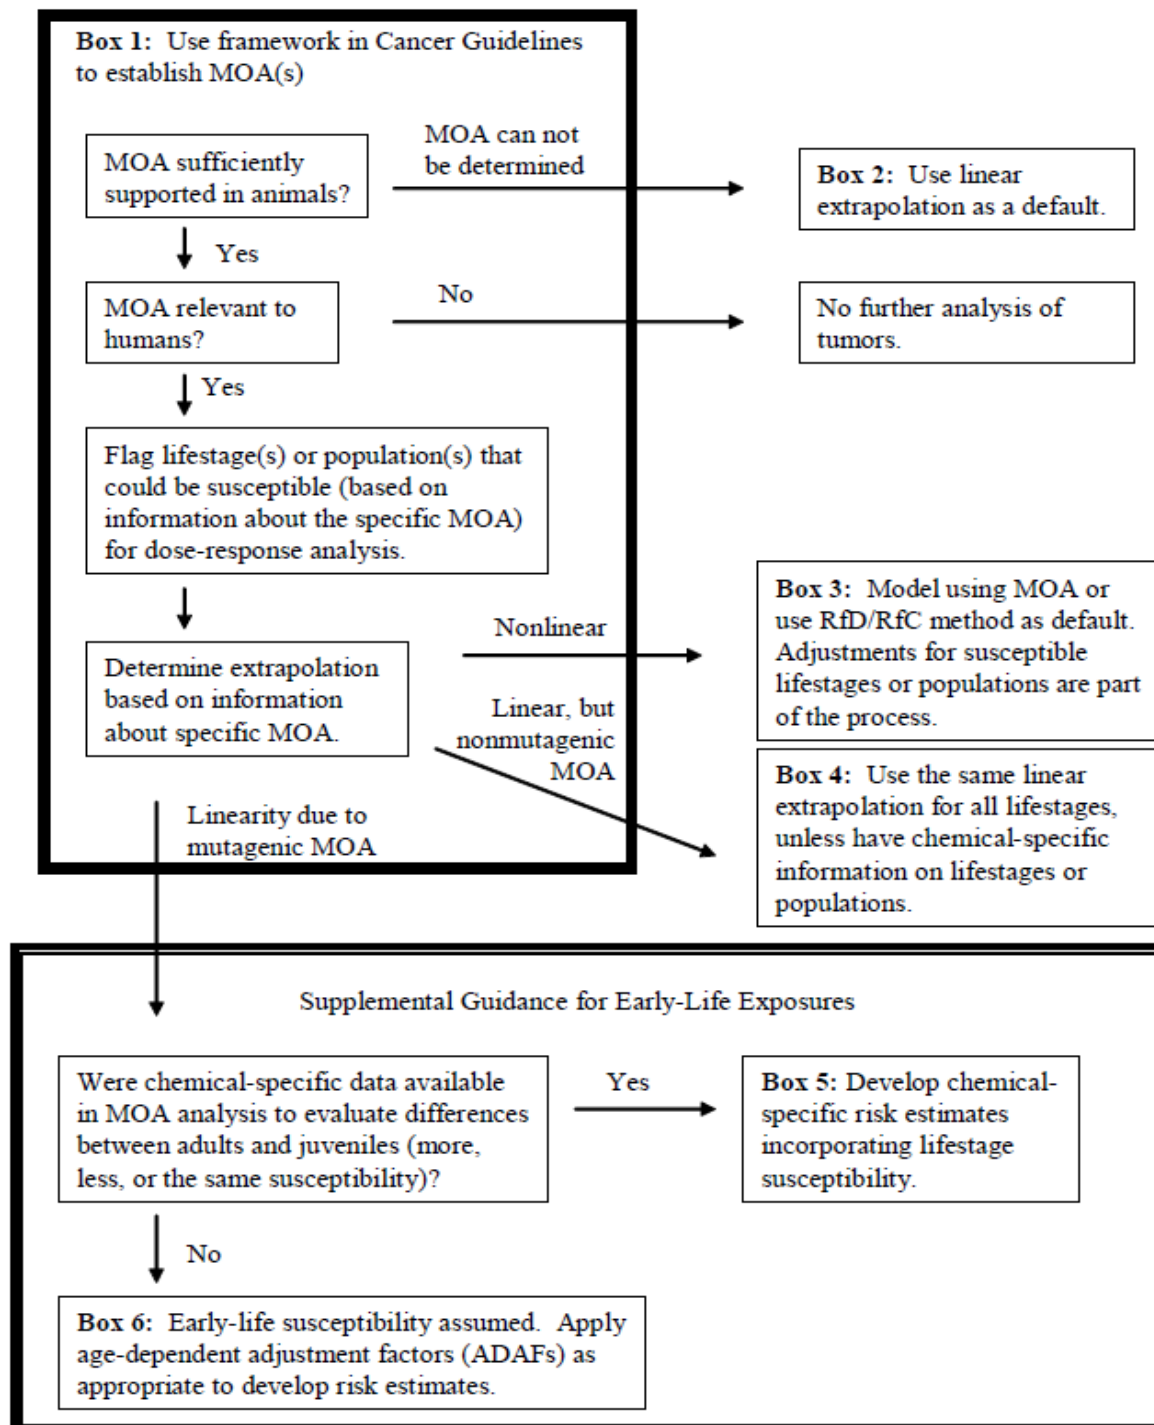 Box 1: Use framework in Cancer Guidelines
to establish MOA(s)
MOA sufficiently
supported in animals?
MOA can not
be determined
Box 2: Use linear
extrapolation as a default.
Yes
MOA relevant to
humans?
No
No further analysis of
tumors.
Yes
Flag lifestage(s) or population(s) that
could be susceptible (based on
information about the specific MOA)
for dose-response analysis.
Determine extrapolation
based on information
about specific MOA.
Nonlinear
Box 3: Model using MOA or
use RfD/RfC method as default.
Adjustments for susceptible
lifestages or populations are part
of the process.
Linear, but
nonmutagenic
MOA
Box 4: Use the same linear
extrapolation for all lifestages,
unless have chemical-specific
information on lifestages or
populations.
Linearity due to
mutagenic MOA
Supplemental Guidance for Early-Life Exposures
Were chemical-specific data available
in MOA analysis to evaluate differences
between adults and juveniles (more,
less, or the same susceptibility)?
Yes
Box 5: Develop chemical-
specific risk estimates
incorporating lifestage
susceptibility.
No
Box 6: Early-life susceptibility assumed. Apply
age-dependent adjustment factors (ADAFs) as
appropriate to develop risk estimates.